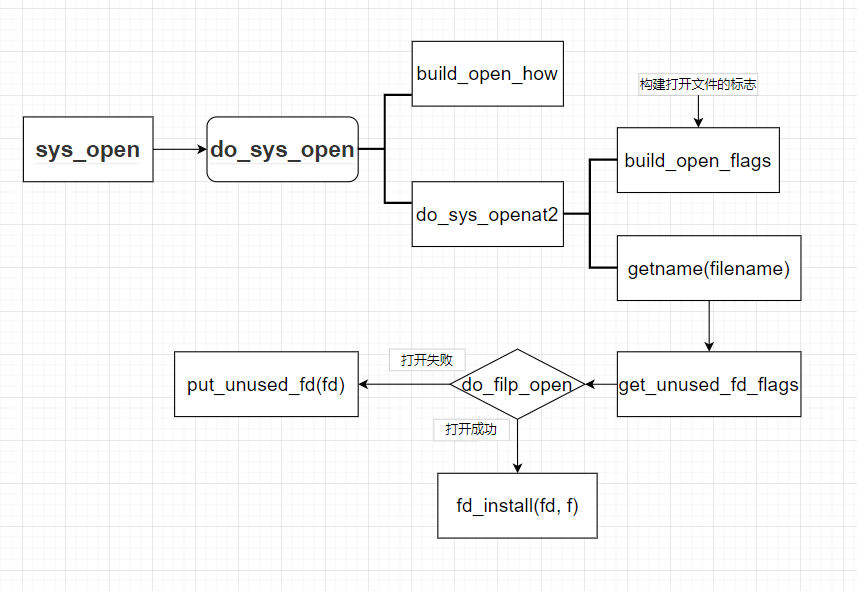 build_open_how
构建打开文件的标志
sys_open
do_sys_open
build_open_flags
do_sys_openat2
getname(filename)
打开失败
put_unused_fd(fd)
do_filp_open
get_unused_fd_flags
打开成功
fd_install(fd, f)